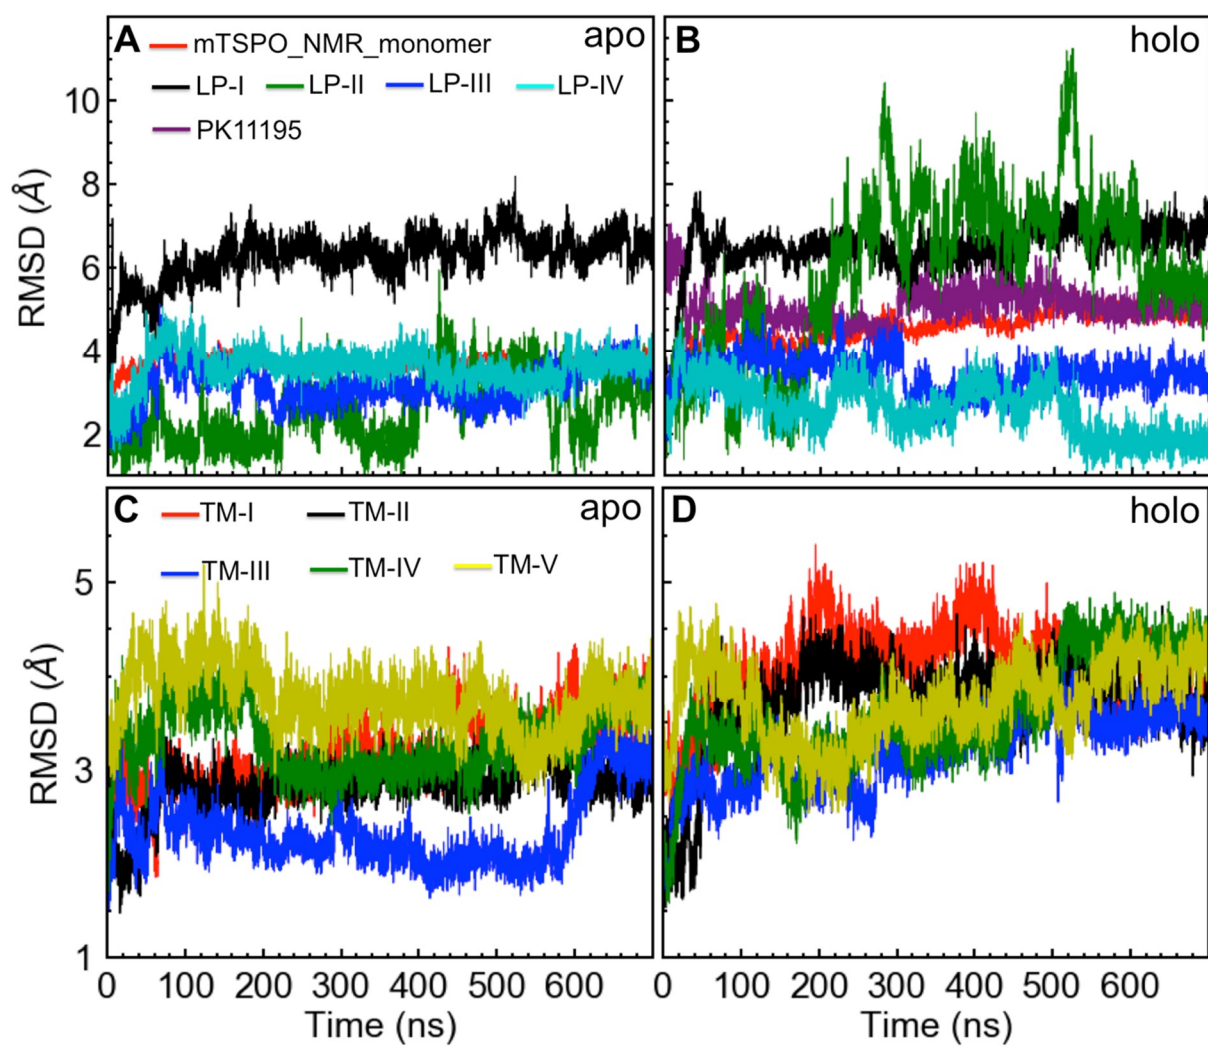 A mTSPO_NMR_monomer apo
LP-I LP-II LP-III LP-IV
PK11195
B holo
10
8
6
4
2
RMSD (Å)
C TM-I TM-II apo
TM-III TM-IV TM-V
D holo
5
3
1
RMSD (Å)
0 100 200 300 400 500 600 0 100 200 300 400 500 600
Time (ns) Time (ns)